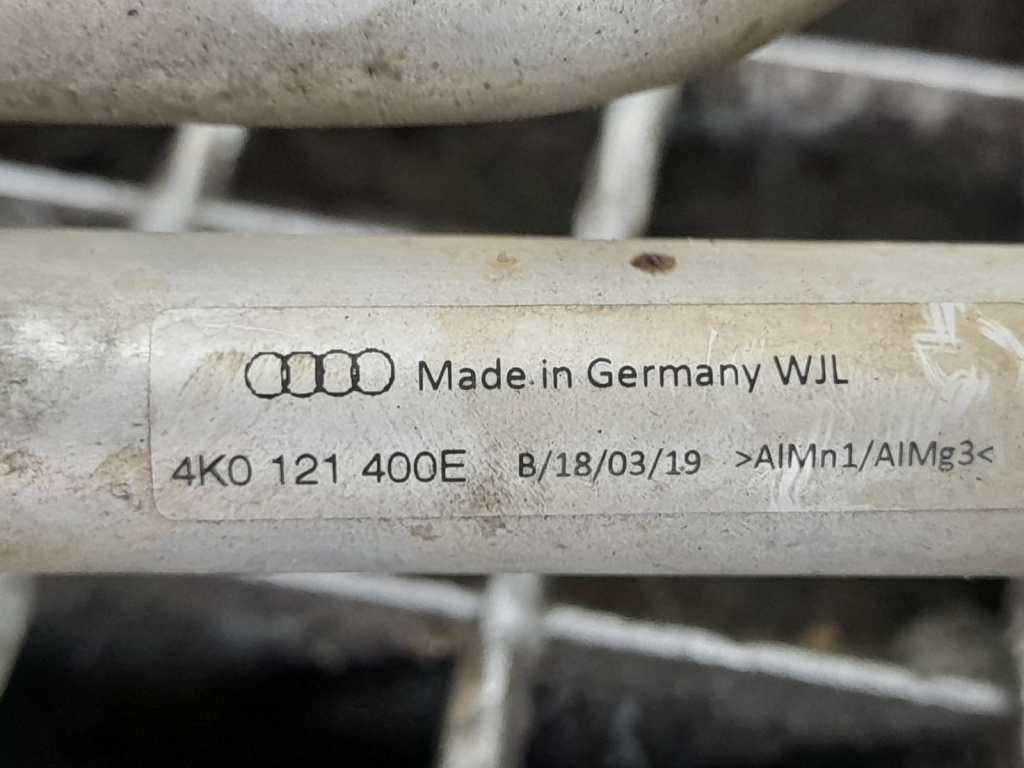 Made in Germany WJL
4K0 121 400E B/18/03/19 >AlMn1/AlMg3<